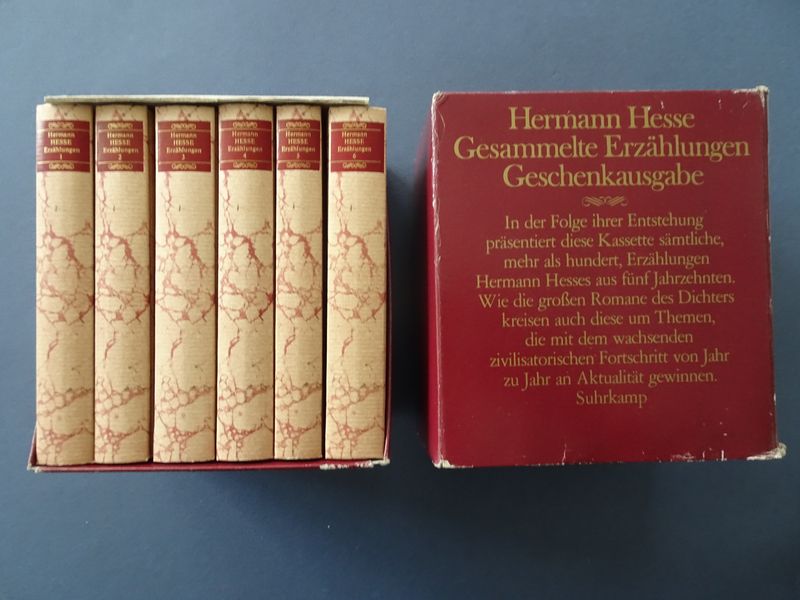 Hermann
HESSE
Erzählungen
1
Hermann
HESSE
Erzählungen
2
Hermann
HESSE
Erzählungen
3
Hermann
HESSE
Erzählungen
4
Hermann
HESSE
Erzählungen
5
Hermann
HESSE
Erzählungen
6
Hermann Hesse
Gesammelte Erzählungen
Geschenkausgabe
In der Folge ihrer Entstehung
präsentiert diese Kassette sämtliche,
mehr als hundert, Erzählungen
Hermann Hesses aus fünf Jahrzehnten.
Wie die großen Romane des Dichters
kreisen auch diese um Themen,
die mit dem wachsenden
zivilisatorischen Fortschritt von Jahr
zu Jahr an Aktualität gewinnen.
Suhrkamp